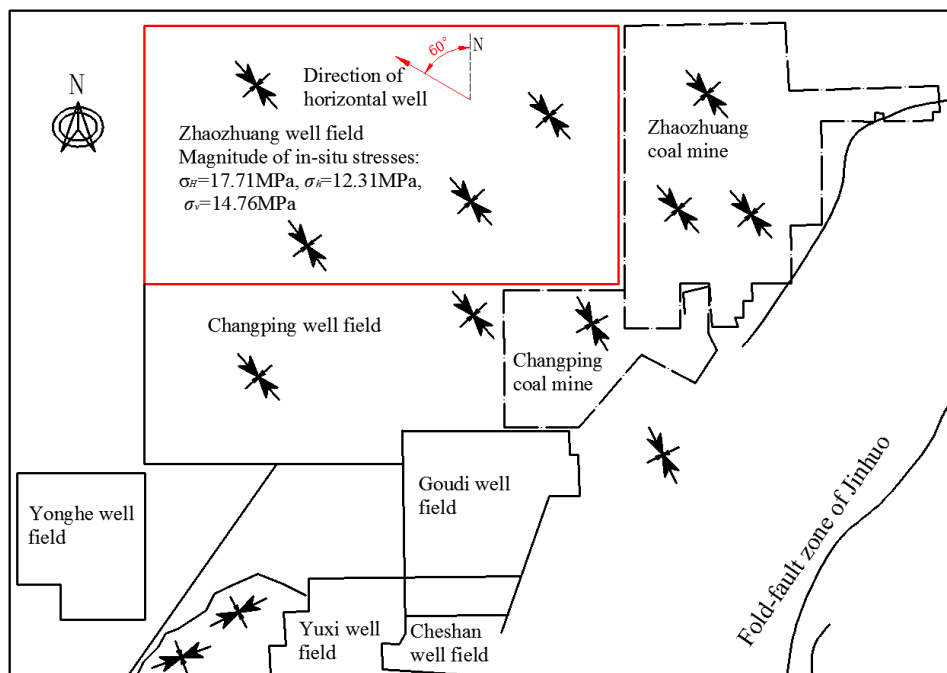 N
60°
N
Direction of
horizontal well
Zhaozhuang well field
Magnitude of in-situ stresses:
σH=17.71MPa, σh=12.31MPa,
σv=14.76MPa
Zhaozhuang
coal mine
Changping well field
Changping
coal mine
Goudi well
field
Yonghe well
field
Yuxi well
field
Cheshan
well field
Fold-fault zone of Jinhuo